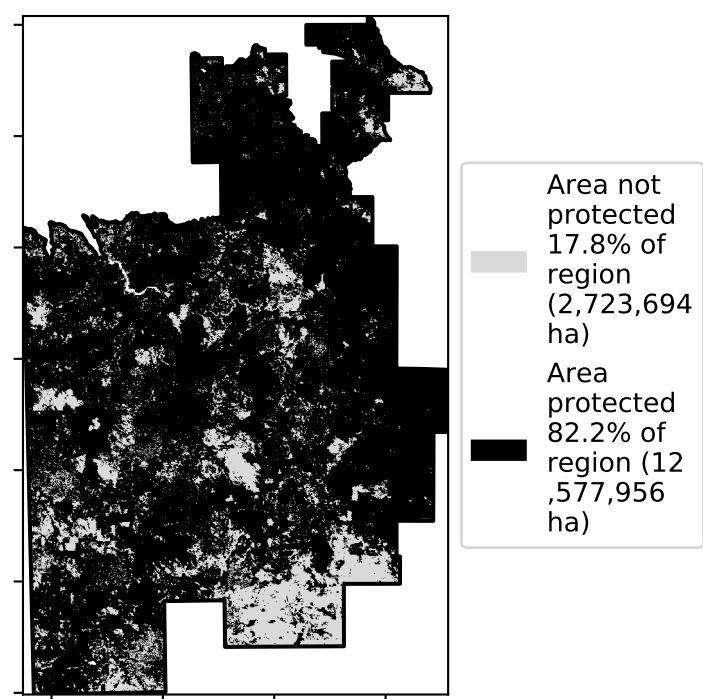 Area not
protected
17.8% of
region
(2,723,694
ha)
Area
protected
82.2% of
region (12
,577,956
ha)